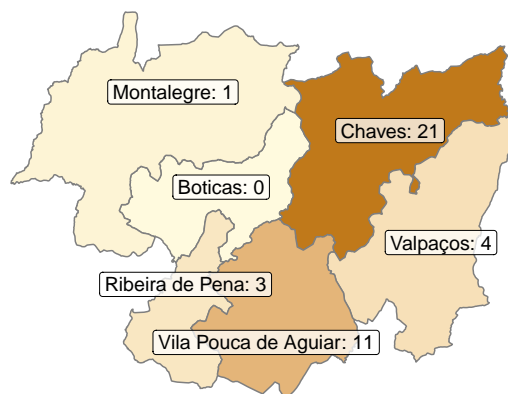 Montalegre: 1
Chaves: 21
Boticas: 0
Valpaços: 4
Ribeira de Pena: 3
Vila Pouca de Aguiar: 11